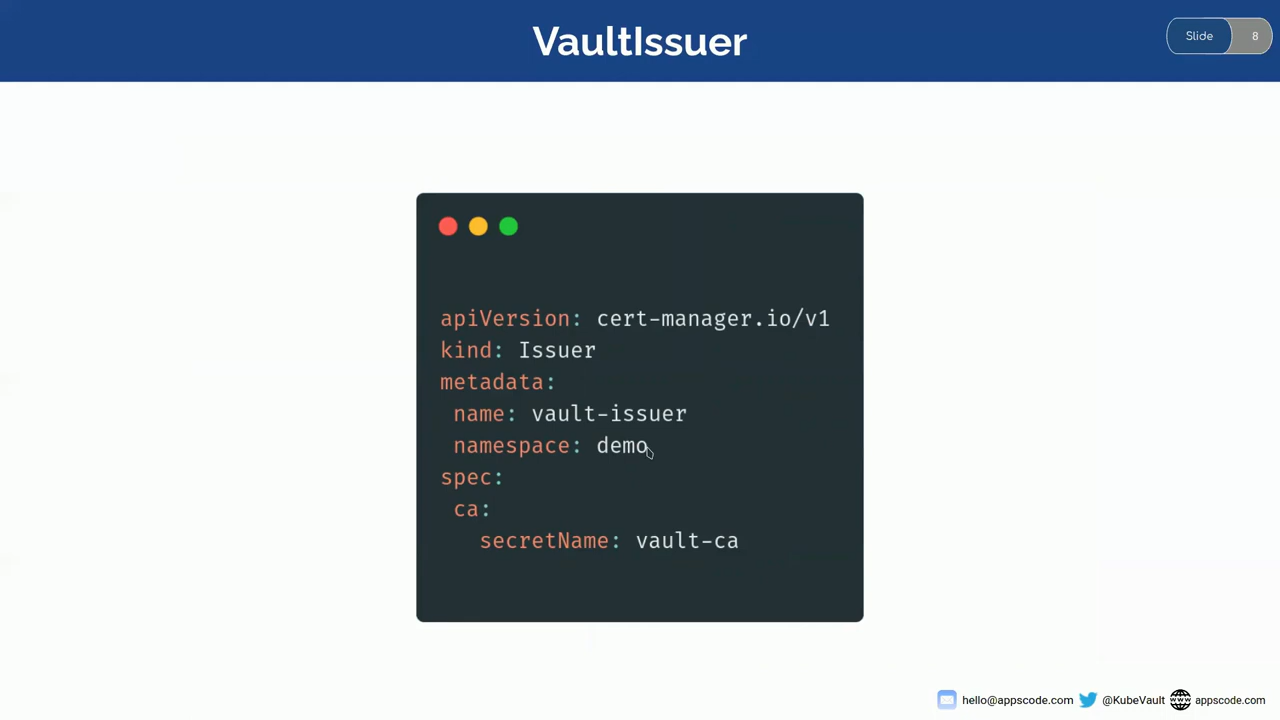 VaultIssuer
Slide 8
apiVersion: cert-manager.io/v1
kind: Issuer
metadata:
 name: vault-issuer
 namespace: demo
spec:
 ca:
   secretName: vault-ca
hello@appscode.com @KubeVault appscode.com